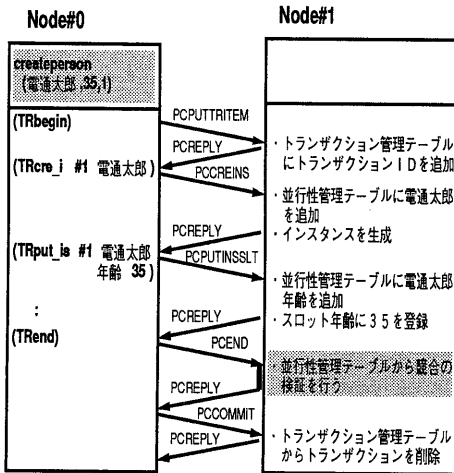 Node#0
Node#1
createperson
(電通太郎,35,1)
(TRbegin)
PCPUTTRITEM
・トランザクション管理テーブル
にトランザクションIDを追加
PCREPLY
(TRcre_i #1 電通太郎)
PCCREINS
・並行性管理テーブルに電通太郎
を追加
・インスタンスを生成
PCREPLY
(TRput_is #1 電通太郎
年齢 35)
PCPUTINSSLT
・並行性管理テーブルに電通太郎
年齢を追加
・スロット年齢に35を登録
:
PCREPLY
(TRend)
PCEND
・並行性管理テーブルから整合の
検証を行う
PCREPLY
PCCOMMIT
・トランザクション管理テーブル
からトランザクションを削除
PCREPLY